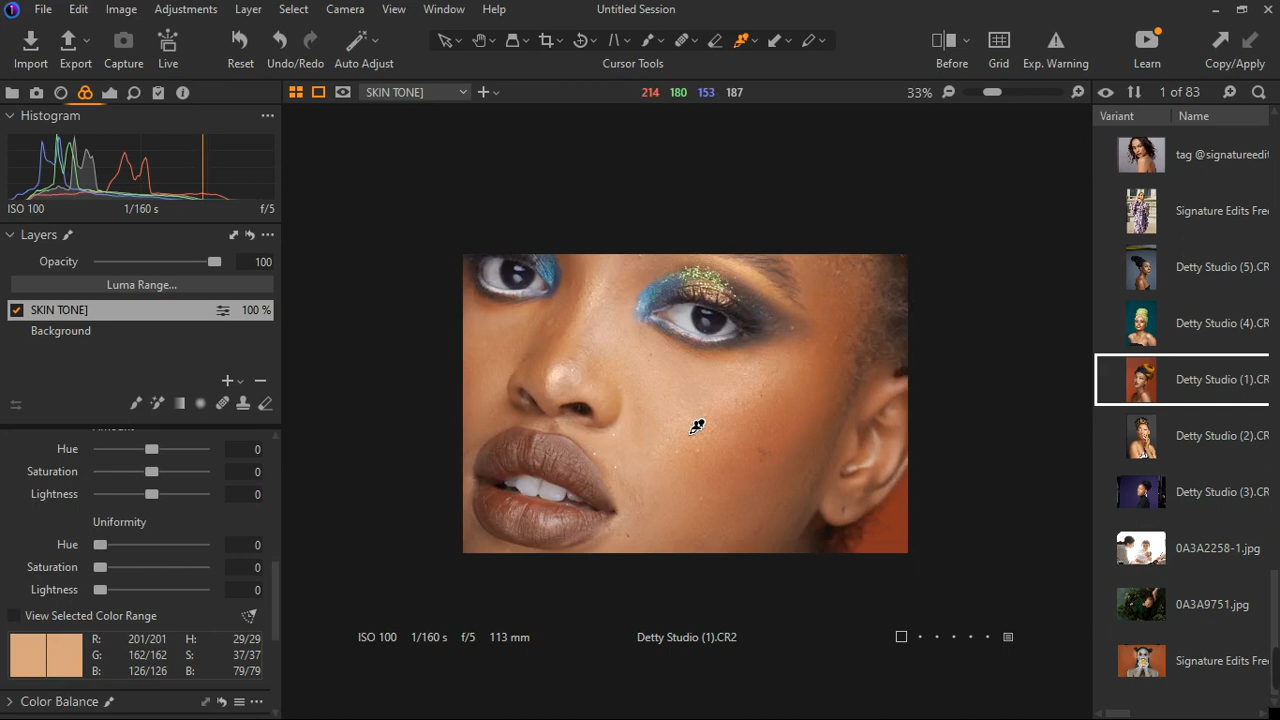 File Edit Image Adjustments Layer Select Camera View Window Help Untitled Session
Import Export Capture Live Reset Undo/Redo Auto Adjust Cursor Tools Before Grid Exp. Warning Learn Copy/Apply
SKIN TONE] 214 180 153 187 33% 1 of 83
Histogram
ISO 100 1/160 s f/5
Layers
Opacity 100
Luma Range...
SKIN TONE] 100 %
Background
Hue 0
Saturation 0
Lightness 0
Uniformity
Hue 0
Saturation 0
Lightness 0
View Selected Color Range
R: 201/201 H: 29/29
G: 162/162 S: 37/37
B: 126/126 B: 79/79
Color Balance
ISO 100 1/160 s f/5 113 mm Detty Studio (1).CR2
Variant Name
tag @signatureedit
Signature Edits Fre
Detty Studio (5).CR
Detty Studio (4).CR
Detty Studio (1).CR
Detty Studio (2).CR
Detty Studio (3).CR
0A3A2258-1.jpg
0A3A9751.jpg
Signature Edits Fre